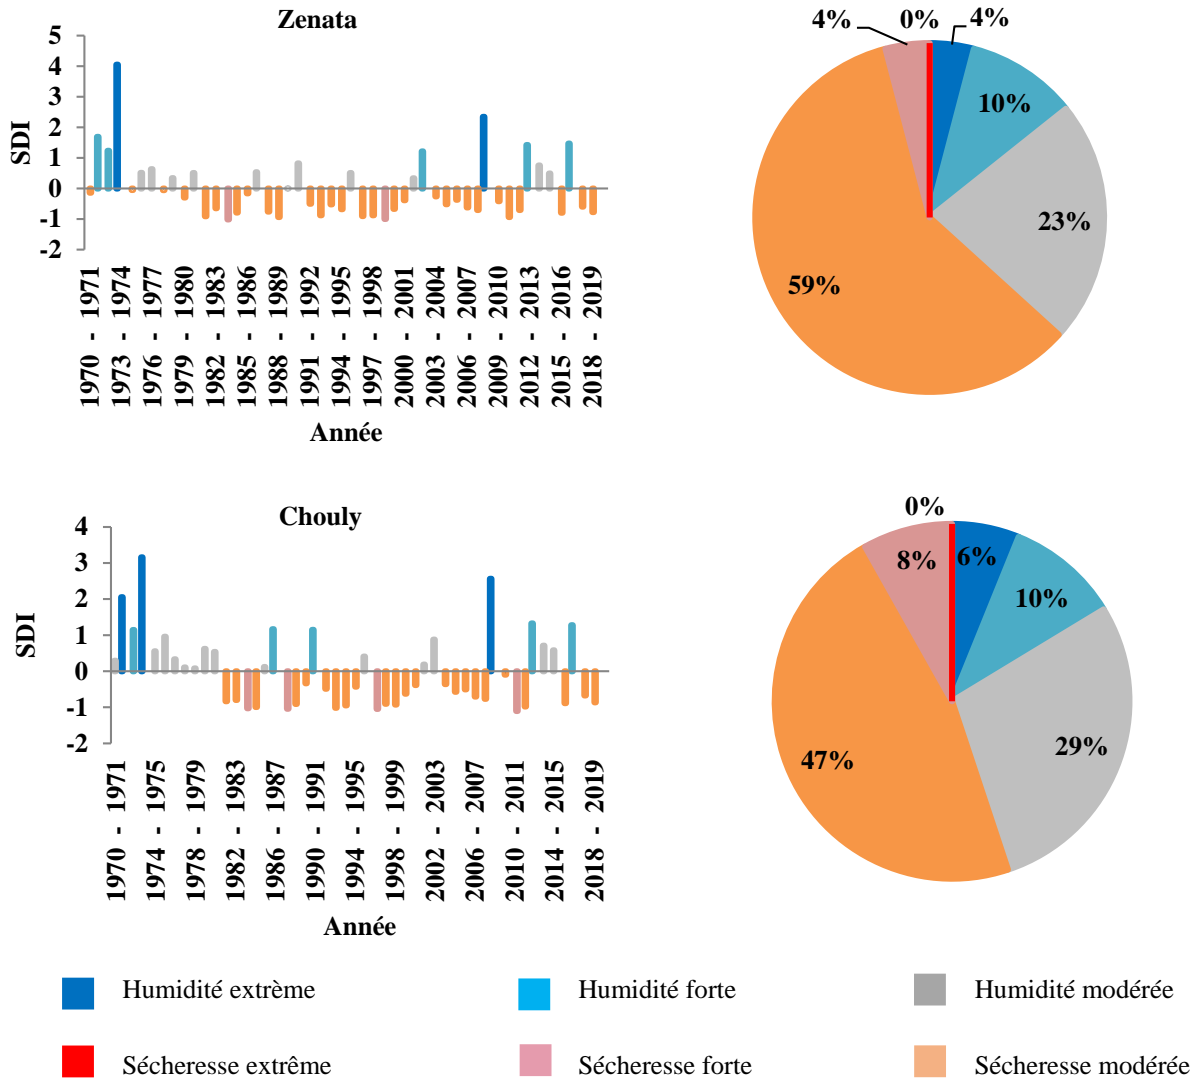 Zenata
SDI
5
4
3
2
1
0
-1
-2
1970 - 1971
1973 - 1974
1976 - 1977
1979 - 1980
1982 - 1983
1985 - 1986
1988 - 1989
1991 - 1992
1994 - 1995
1997 - 1998
2000 - 2001
2003 - 2004
2006 - 2007
2009 - 2010
2012 - 2013
2015 - 2016
2018 - 2019
Année
4%
0%
4%
10%
23%
59%
Chouly
SDI
4
3
2
1
0
-1
-2
1970 - 1971
1974 - 1975
1978 - 1979
1982 - 1983
1986 - 1987
1990 - 1991
1994 - 1995
1998 - 1999
2002 - 2003
2006 - 2007
2010 - 2011
2014 - 2015
2018 - 2019
Année
0%
8%
6%
10%
29%
47%
Humidité extrème
Humidité forte
Humidité modérée
Sécheresse extrême
Sécheresse forte
Sécheresse modérée